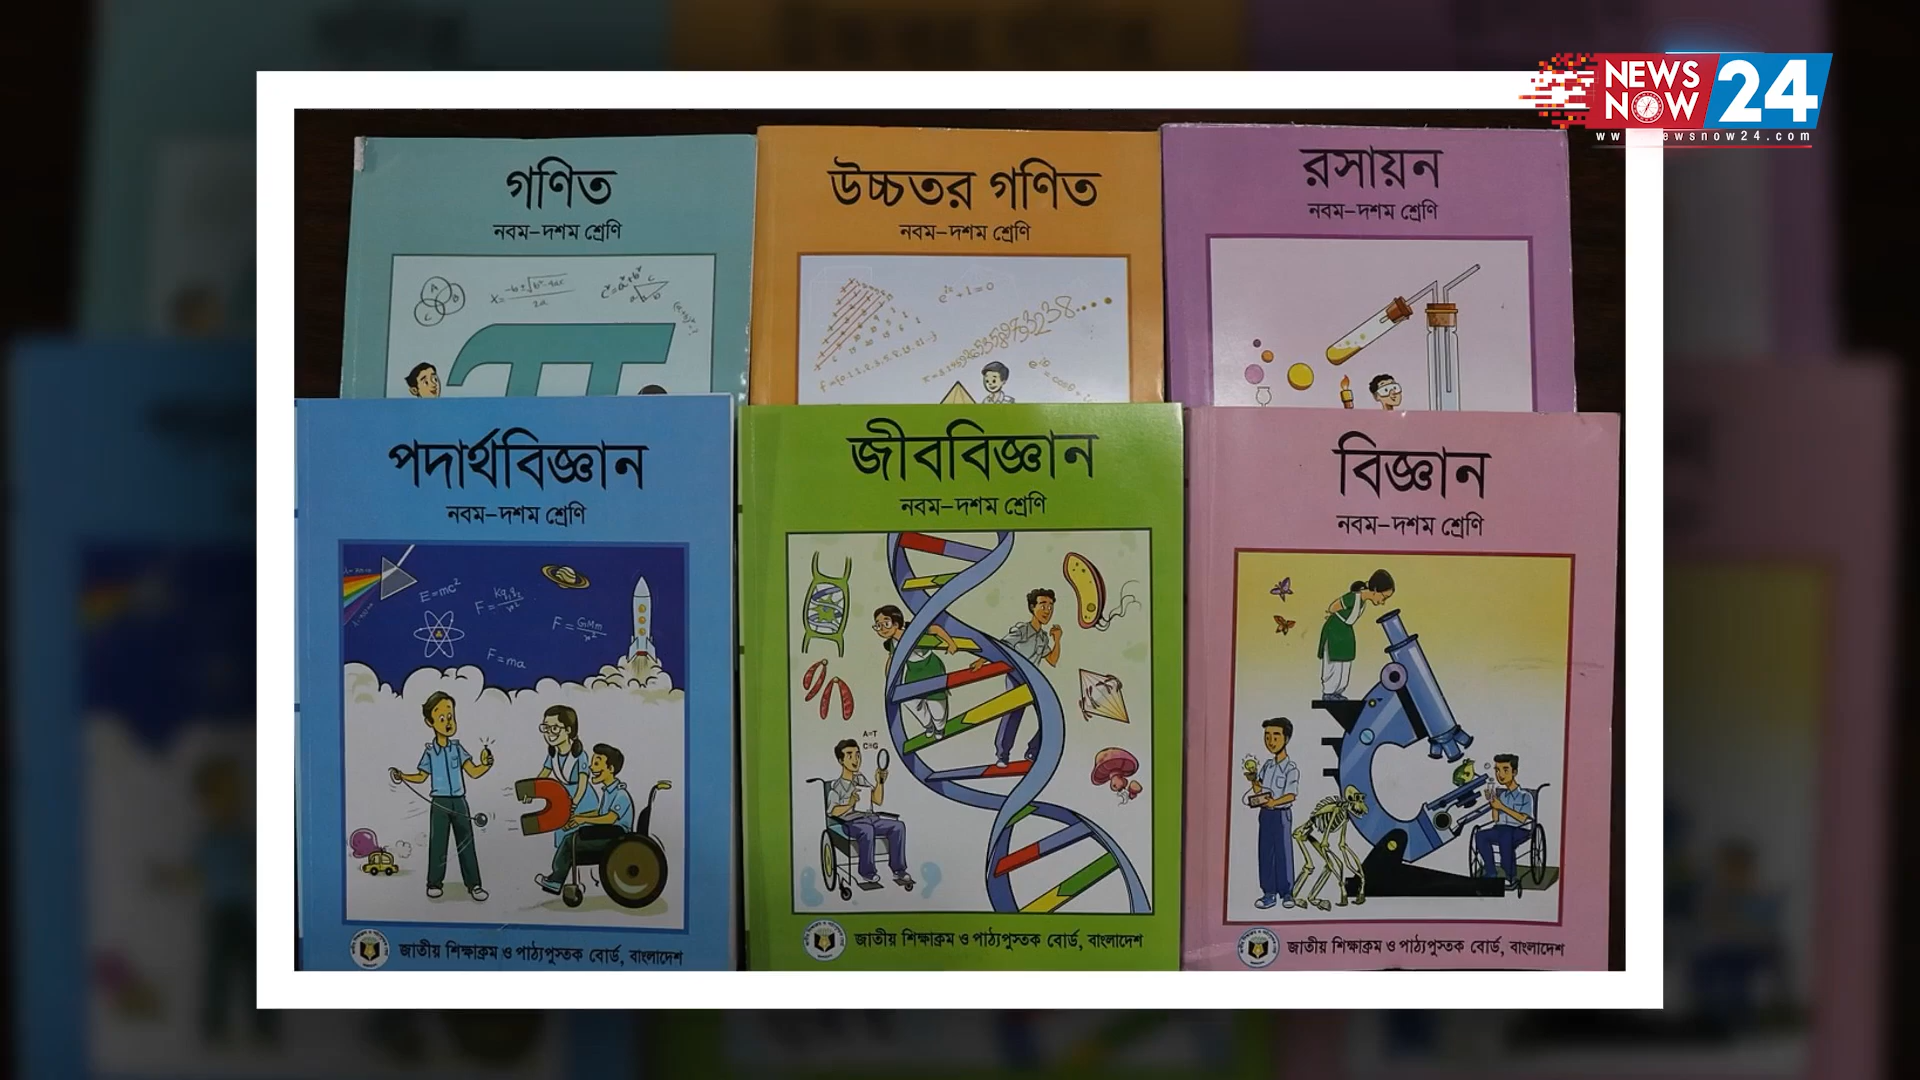 NEWS
NOW 24
গণিত
নবম-দশম শ্রেণি
A
B
C
উচ্চতর গণিত
নবম-দশম শ্রেণি
রসায়ন
নবম-দশম শ্রেণি
পদার্থবিজ্ঞান
নবম-দশম শ্রেণি
E=mc²
F=ma
জাতীয় শিক্ষাক্রম ও পাঠ্যপুস্তক বোর্ড, বাংলাদেশ
জীববিজ্ঞান
নবম-দশম শ্রেণি
A=T
C≡G
জাতীয় শিক্ষাক্রম ও পাঠ্যপুস্তক বোর্ড, বাংলাদেশ
বিজ্ঞান
নবম-দশম শ্রেণি
জাতীয় শিক্ষাক্রম ও পাঠ্যপুস্তক বোর্ড, বাংলাদেশ